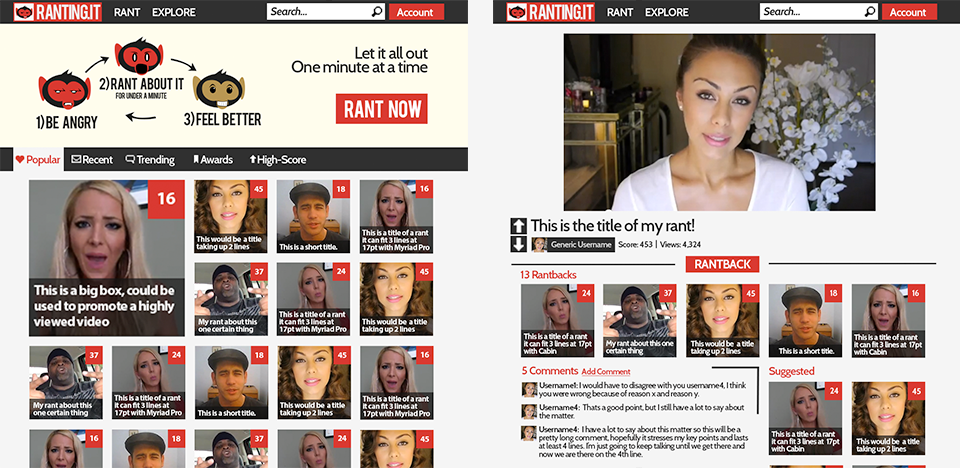 RANTING.IT
RANT
EXPLORE
Search...
Account
Let it all out
One minute at a time
RANT NOW
1)BE ANGRY
2)RANT ABOUT IT
FOR UNDER A MINUTE
3)FEEL BETTER
Popular
Recent
Trending
Awards
High-Score
16
This is a big box, could be
used to promote a highly
viewed video
45
This would be a title
taking up 2 lines
18
This is a short title.
16
This is a title of a rant
it can fit 3 lines at
17pt with Myriad Pro
37
My rant about this
one certain thing
24
This is a title of a rant
it can fit 3 lines at
17pt with Myriad Pro
45
This would be a title
taking up 2 lines
37
My rant about this
one certain thing
24
This is a title of a rant
it can fit 3 lines at
17pt with Myriad Pro
18
This is a short title.
45
This would be a title
taking up 2 lines
16
This is a title of a rant
it can fit 3 lines at
17pt with Myriad Pro
16
18
24
45
37
RANTING.IT
RANT
EXPLORE
Search...
Account
This is the title of my rant!
Generic Username
Score: 453 | Views: 4,324
RANTBACK
13 Rantbacks
24
This is a title of a rant
it can fit 3 lines at 17pt
with Cabin
37
My rant about this one
certain thing
45
This would be a title
taking up 2 lines
18
This is a short title.
16
This is a title of a rant
it can fit 3 lines at 17pt
with Cabin
5 Comments
Add Comment
Username1: I would have to disagree with you username4, I think
you were wrong because of reason x and reason y.
Username4: Thats a good point, but I still have a lot to say about
the matter.
Username4: I have a lot to say about this matter so this will be a
pretty long comment, hopefully it stresses my key points and lasts
at least 4 lines. I'm just going to keep talking until we get there and
now we are there on the 4th line.
Suggested
24
This is a title of a rant
it can fit 3 lines at 17pt
with Cabin
45
This would be a title
taking up 2 lines